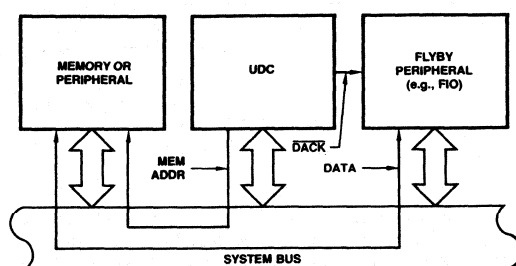 MEMORY OR
PERIPHERAL
UDC
FLYBY
PERIPHERAL
(e.g., FIO)
DACK
MEM
ADDR
DATA
SYSTEM BUS